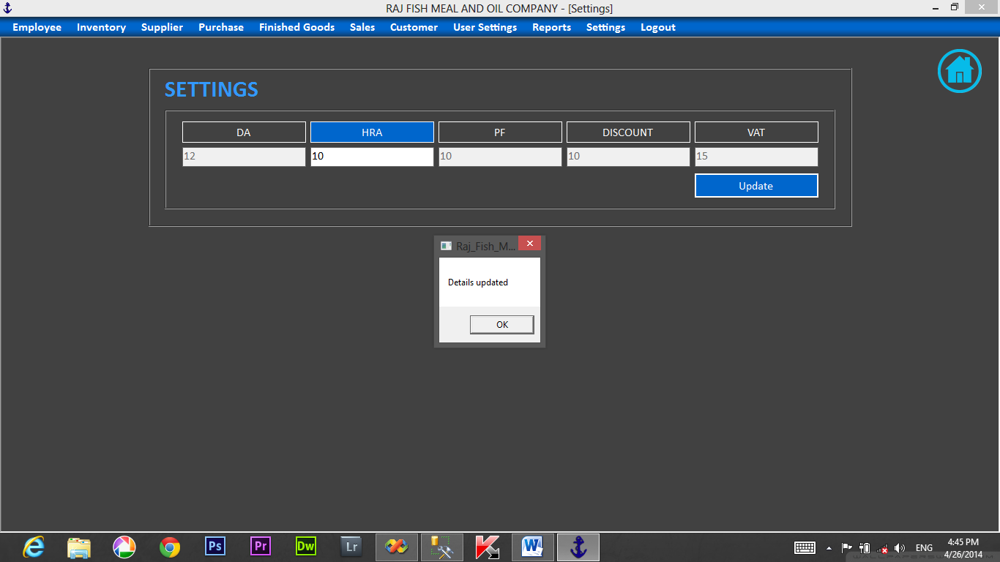 RAJ FISH MEAL AND OIL COMPANY - [Settings]
Employee Inventory Supplier Purchase Finished Goods Sales Customer User Settings Reports Settings Logout
SETTINGS
DA HRA PF DISCOUNT VAT
12 10 10 10 15
Update
Raj_Fish_M...
Details updated
OK
Ps Pr Dw Lr
ENG
4:45 PM
4/26/2014